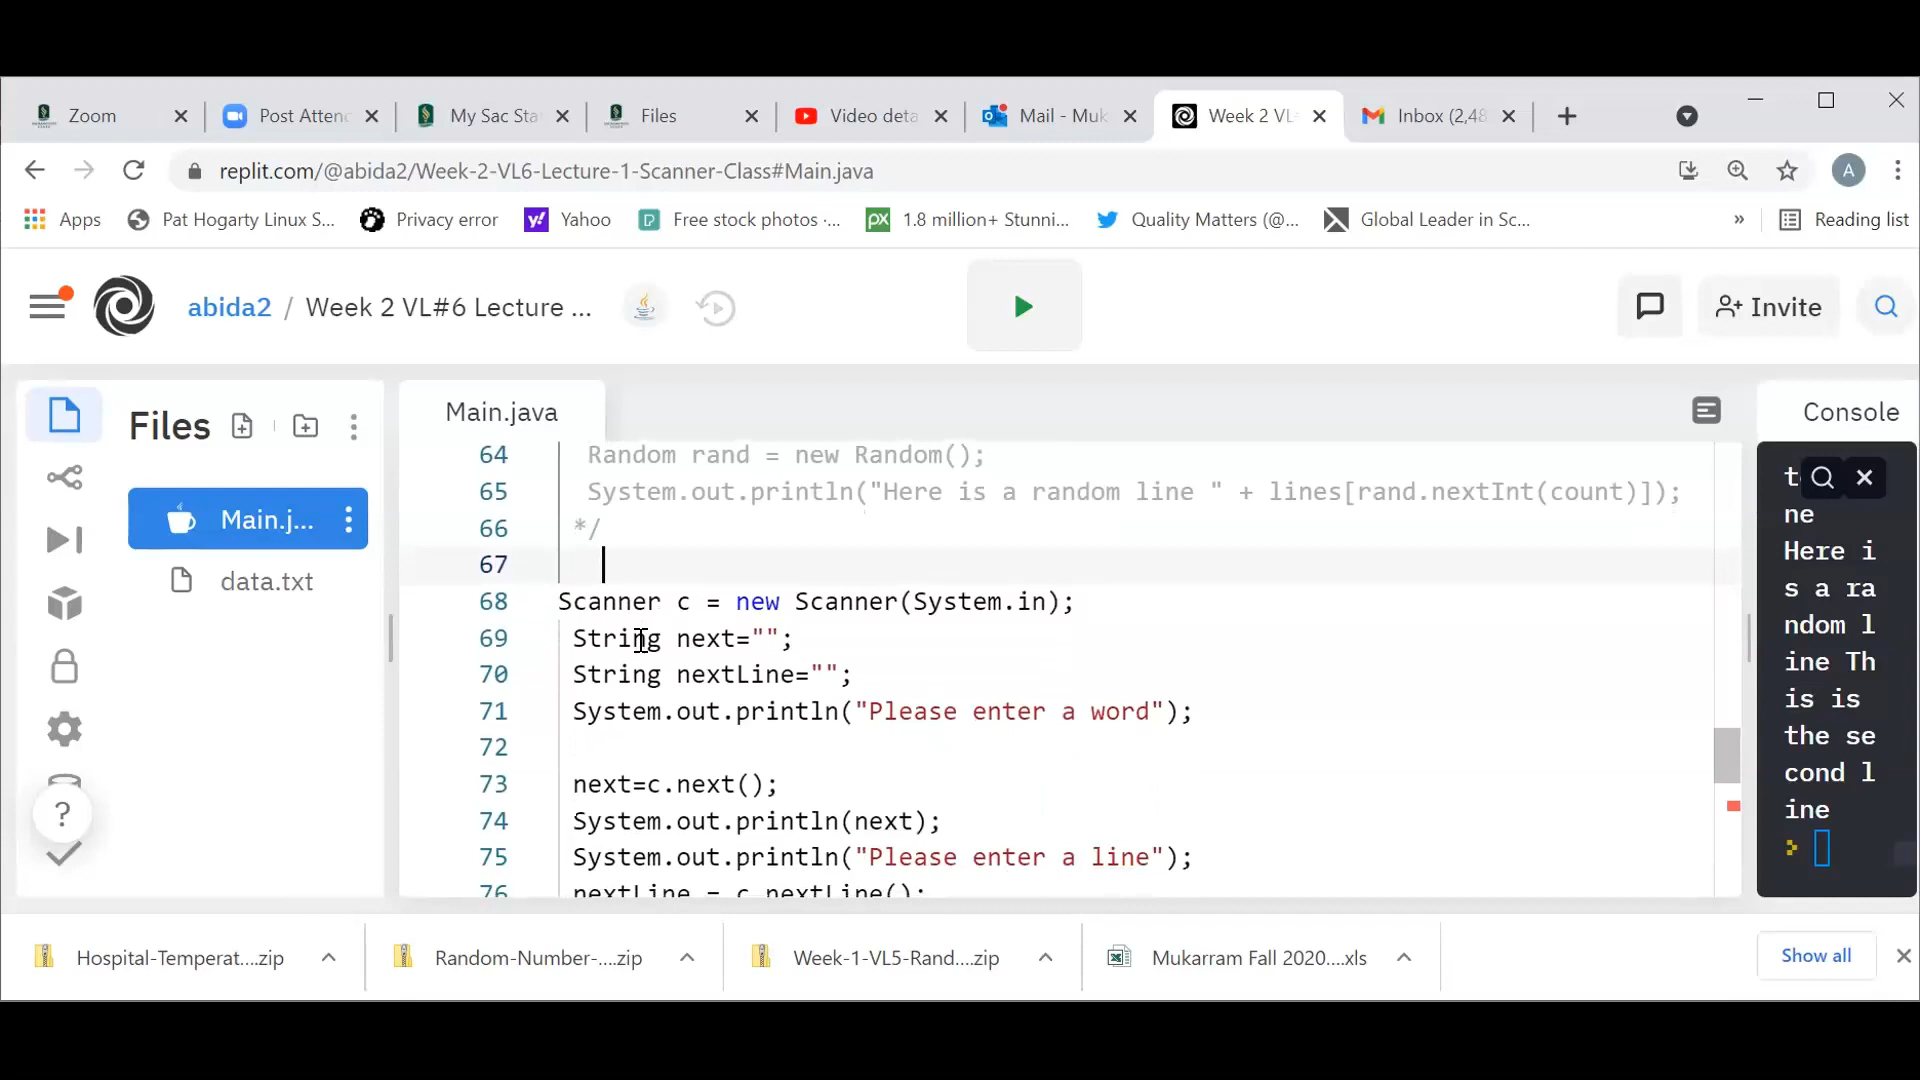 Zoom
Post Attenc
My Sac Sta
Files
Video deta
Mail - Muk
Week 2 VL
Inbox (2,48
replit.com/@abida2/Week-2-VL6-Lecture-1-Scanner-Class#Main.java
A
Apps
Pat Hogarty Linux S...
Privacy error
Yahoo
Free stock photos ·...
1.8 million+ Stunni...
Quality Matters (@...
Global Leader in Sc...
»
Reading list
abida2 / Week 2 VL#6 Lecture ...
Invite
Files
Main.j...
data.txt
Main.java
64 Random rand = new Random();
65 System.out.println("Here is a random line " + lines[rand.nextInt(count)]);
66 */
67
68 Scanner c = new Scanner(System.in);
69 String next="";
70 String nextLine="";
71 System.out.println("Please enter a word");
72
73 next=c.next();
74 System.out.println(next);
75 System.out.println("Please enter a line");
76 nextLine = c.nextLine();
Console
t
ne
Here i
s a ra
ndom l
ine Th
is is
the se
cond l
ine
?
Hospital-Temperat....zip
Random-Number-....zip
Week-1-VL5-Rand....zip
Mukarram Fall 2020....xls
Show all